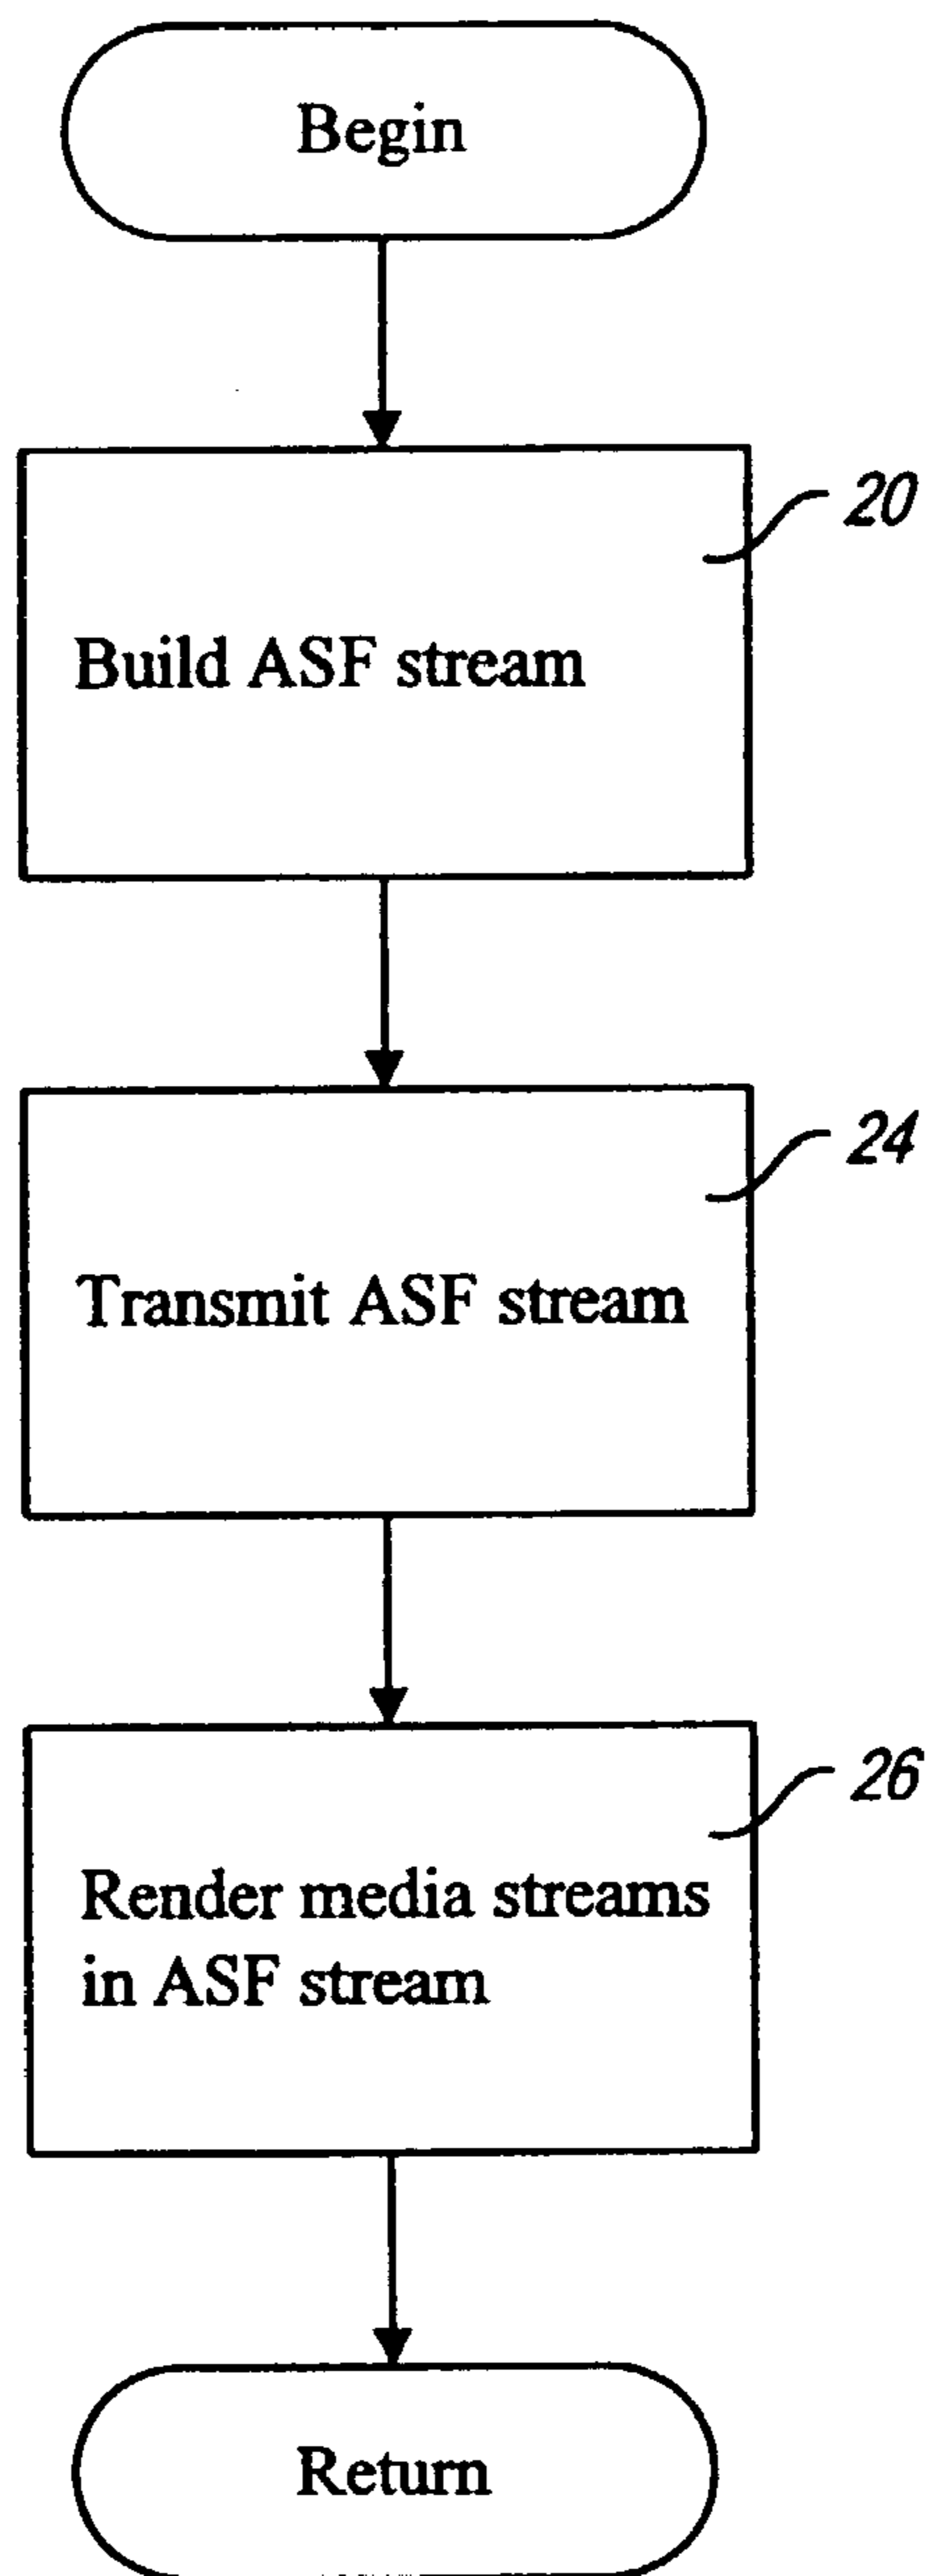 Begin
20
Build ASF stream
24
Transmit ASF stream
26
Render media streams
in ASF stream
Return